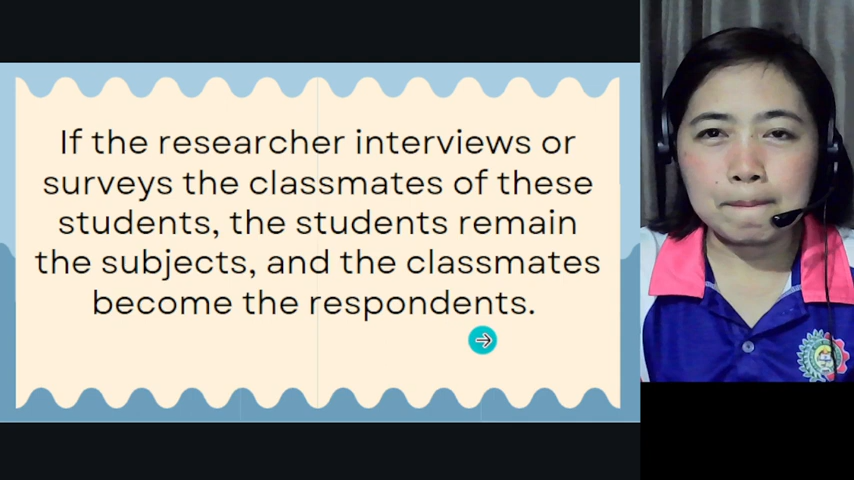 If the researcher interviews or
surveys the classmates of these
students, the students remain
the subjects, and the classmates
become the respondents.